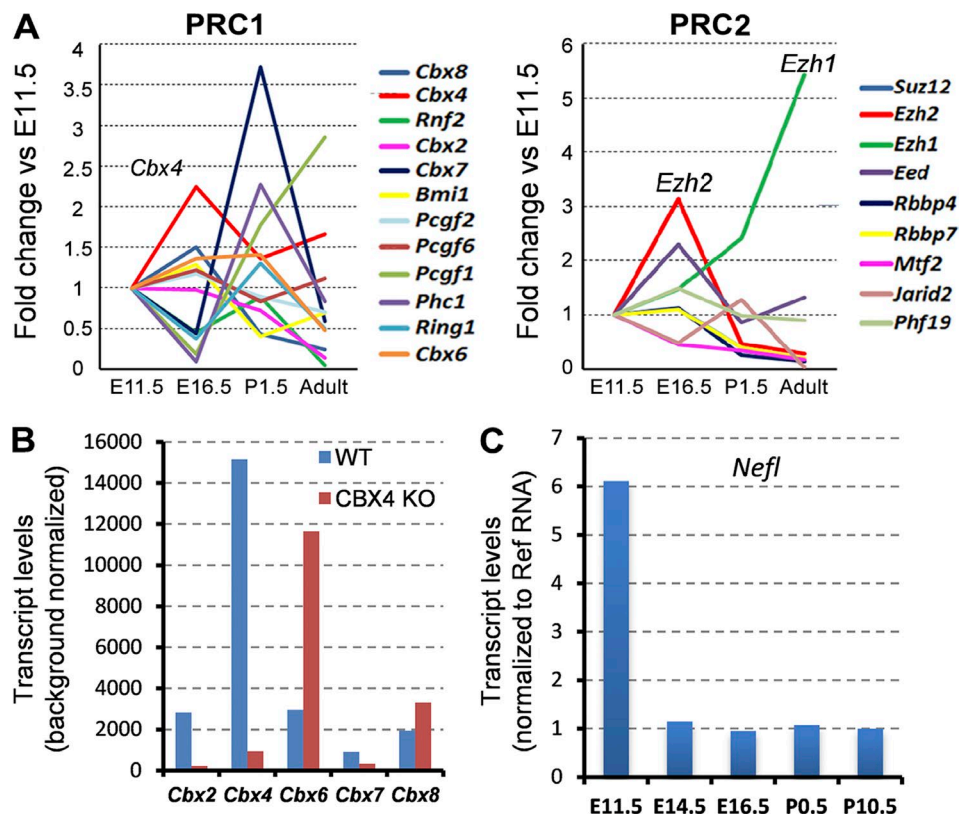 A
PRC1
PRC2
Fold change vs E11.5
4
3.5
3
2.5
2
1.5
1
0.5
0
Cbx4
E11.5 E16.5 P1.5 Adult
Cbx8
Cbx4
Rnf2
Cbx2
Cbx7
Bmi1
Pcgf2
Pcgf6
Pcgf1
Phc1
Ring1
Cbx6
Fold change vs E11.5
6
5
4
3
2
1
0
Ezh1
Ezh2
E11.5 E16.5 P1.5 Adult
Suz12
Ezh2
Ezh1
Eed
Rbbp4
Rbbp7
Mtf2
Jarid2
Phf19
B
Transcript levels
(background normalized)
16000
14000
12000
10000
8000
6000
4000
2000
0
WT
CBX4 KO
Cbx2 Cbx4 Cbx6 Cbx7 Cbx8
C
Transcript levels
(normalized to Ref RNA)
7
6
5
4
3
2
1
0
Nefl
E11.5 E14.5 E16.5 P0.5 P10.5